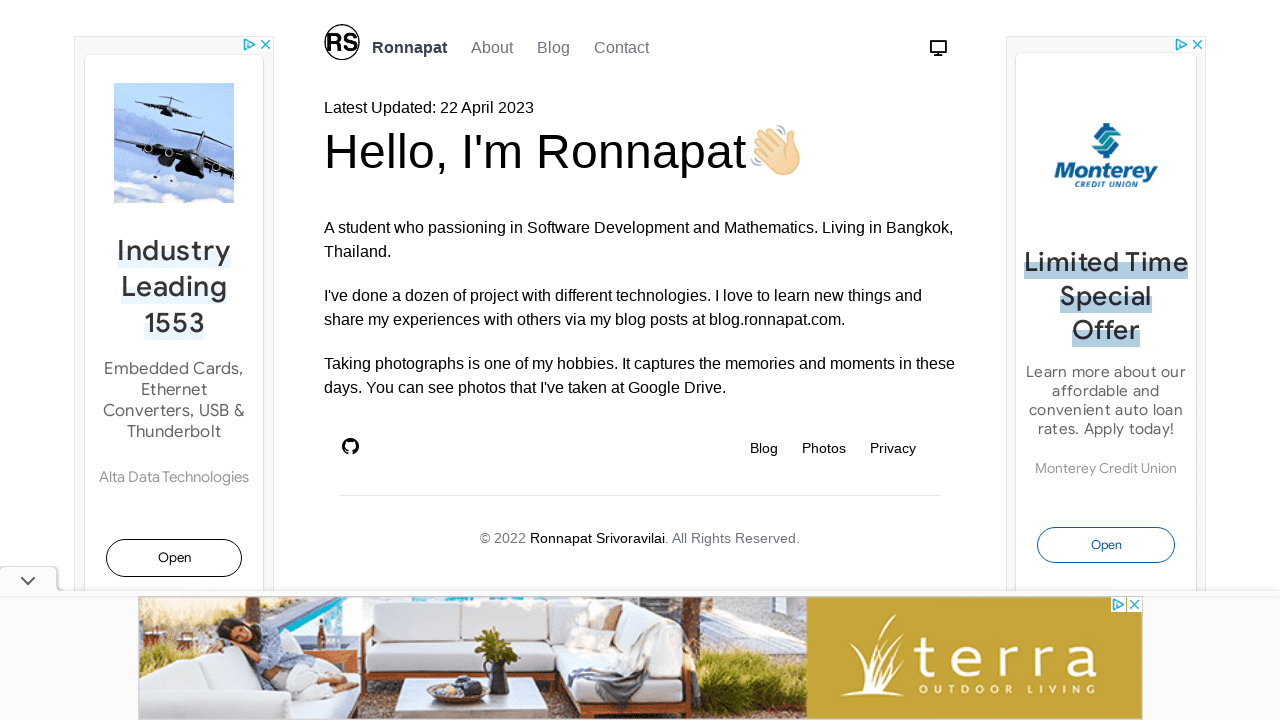 RS
Ronnapat
About
Blog
Contact
Latest Updated: 22 April 2023
Hello, I'm Ronnapat
A student who passioning in Software Development and Mathematics. Living in Bangkok,
Thailand.
I've done a dozen of project with different technologies. I love to learn new things and
share my experiences with others via my blog posts at blog.ronnapat.com.
Taking photographs is one of my hobbies. It captures the memories and moments in these
days. You can see photos that I've taken at Google Drive.
Blog
Photos
Privacy
© 2022 Ronnapat Srivoravilai. All Rights Reserved.
Industry
Leading
1553
Embedded Cards,
Ethernet
Converters, USB &
Thunderbolt
Alta Data Technologies
Open
Monterey
CREDIT UNION
Limited Time
Special
Offer
Learn more about our
affordable and
convenient auto loan
rates. Apply today!
Monterey Credit Union
Open
terra
OUTDOOR LIVING